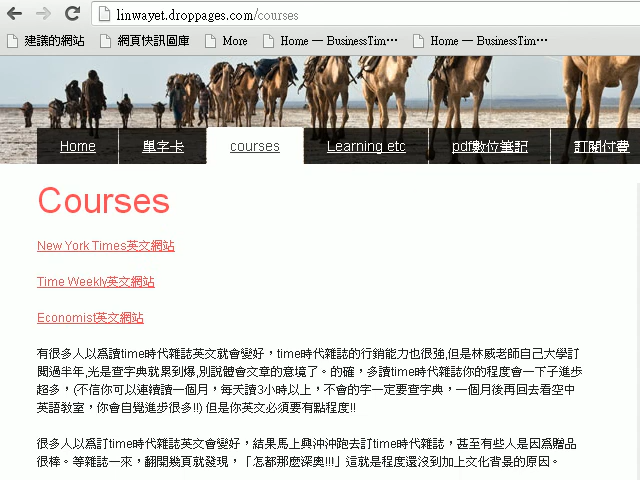 linwayet.droppages.com/courses
建議的網站 網頁快訊圖庫 More Home — BusinessTim… Home — BusinessTim…
Home 單字卡 courses Learning etc pdf數位筆記 訂閱付費
Courses
New York Times英文網站
Time Weekly英文網站
Economist英文網站
有很多人以爲讀time時代雜誌英文就會變好，time時代雜誌的行銷能力也很強,但是林威老師自己大學訂
閱過半年,光是查字典就累到爆,別說體會文章的意境了。的確，多讀time時代雜誌你的程度會一下子進步
超多，(不信你可以連續讀一個月，每天讀3小時以上，不會的字一定要查字典，一個月後再回去看空中
英語教室，你會自覺進步很多!!) 但是你英文必須要有點程度!!
很多人以爲訂time時代雜誌英文會變好，結果馬上興沖沖跑去訂time時代雜誌，甚至有些人是因爲贈品
很棒。等雜誌一來，翻開幾頁就發現，「怎都那麼深奧!!!」這就是程度還沒到加上文化背景的原因。